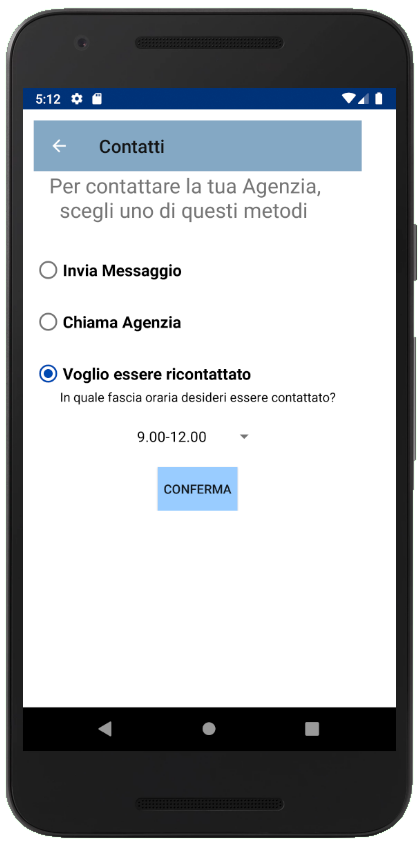 5:12
Contatti
Per contattare la tua Agenzia,
scegli uno di questi metodi
Invia Messaggio
Chiama Agenzia
Voglio essere ricontattato
In quale fascia oraria desideri essere contattato?
9.00-12.00
CONFERMA